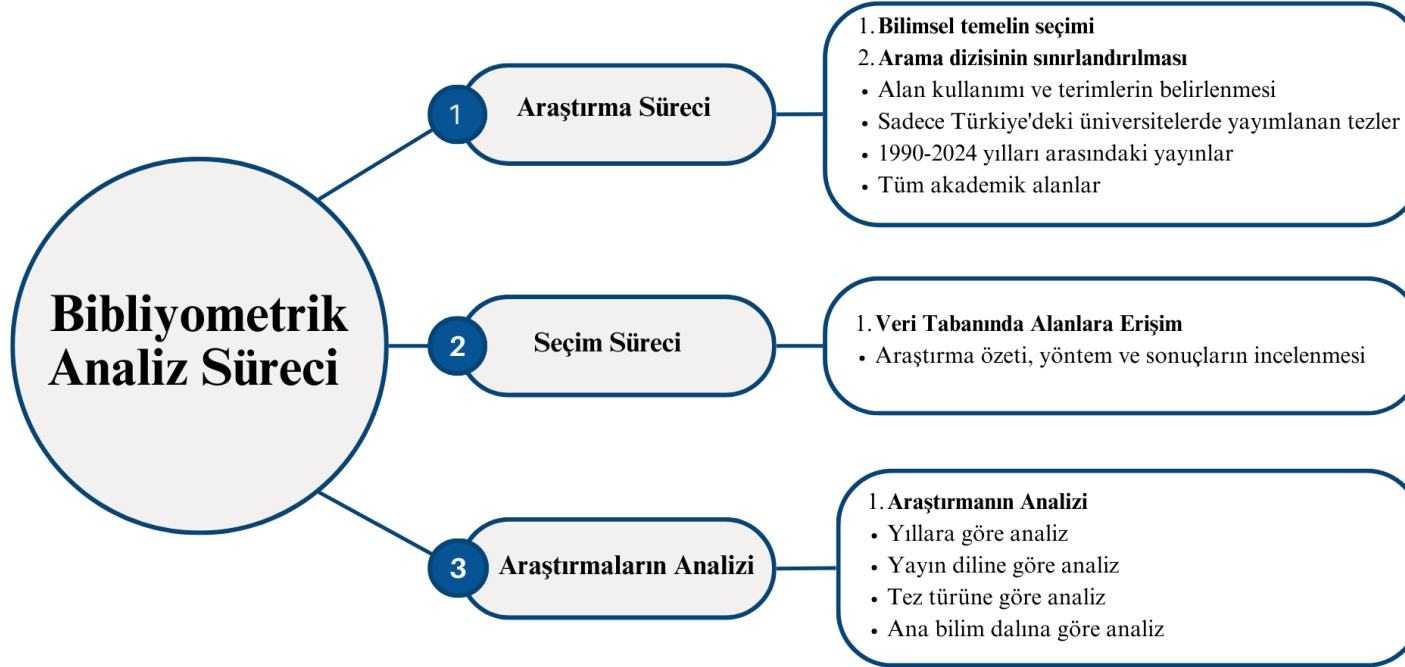 Bibliyometrik
Analiz Süreci
1
Araştırma Süreci
1. Bilimsel temelin seçimi
2. Arama dizisinin sınırlandırılması
• Alan kullanımı ve terimlerin belirlenmesi
• Sadece Türkiye'deki üniversitelerde yayımlanan tezler
• 1990-2024 yılları arasındaki yayınlar
• Tüm akademik alanlar
2
Seçim Süreci
1. Veri Tabanında Alanlara Erişim
• Araştırma özeti, yöntem ve sonuçların incelenmesi
3
Araştırmaların Analizi
1. Araştırmanın Analizi
• Yıllara göre analiz
• Yayın diline göre analiz
• Tez türüne göre analiz
• Ana bilim dalına göre analiz